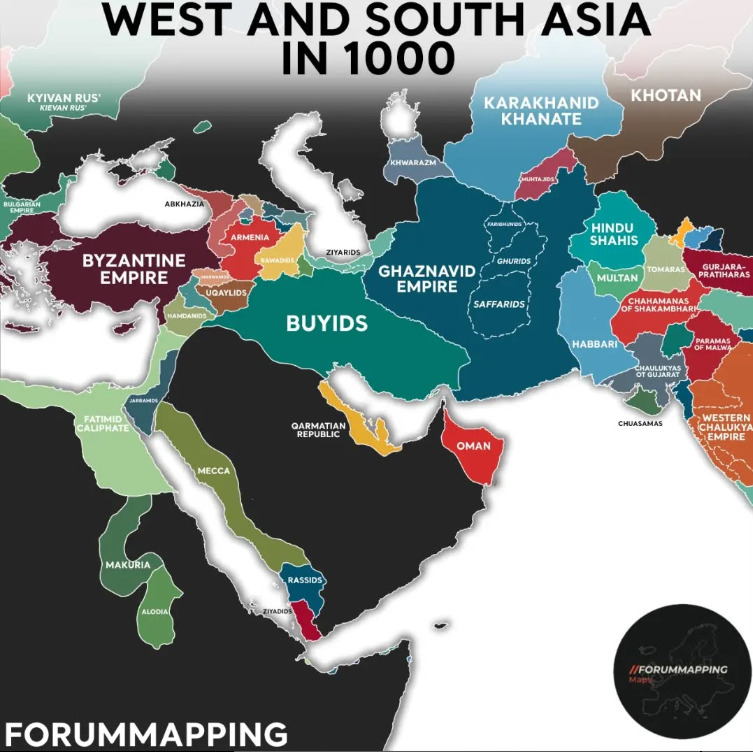 WEST AND SOUTH ASIA
IN 1000
KYIVAN RUS'
KIEVAN RUS'
KARAKHANID
KHANATE
KHOTAN
KHWARAZM
MUHTAJIDS
BULGARIAN
EMPIRE
ABKHAZIA
ARMENIA
RAWADIDS
ZIYARIDS
FARIGHUNIDS
GHURIDS
SAFFARIDS
GHAZNAVID
EMPIRE
HINDU
SHAHIS
MULTAN
TOMARAS
GURJARA-
PRATIHARAS
BYZANTINE
EMPIRE
MARWANIDS
UQAYLIDS
HAMDANIDS
BUYIDS
CHAHAMANAS
OF SHAKAMBHARI
HABBARI
PARAMAS
OF MALWA
CHAULUKYAS
OT GUJARAT
CHUASAMAS
WESTERN
CHALUKYA
EMPIRE
JARRAHIDS
FATIMID
CALIPHATE
QARMATIAN
REPUBLIC
OMAN
MECCA
MAKURIA
ALODIA
RASSIDS
ZIYADIDS
//FORUMMAPPING
Maps
FORUMMAPPING